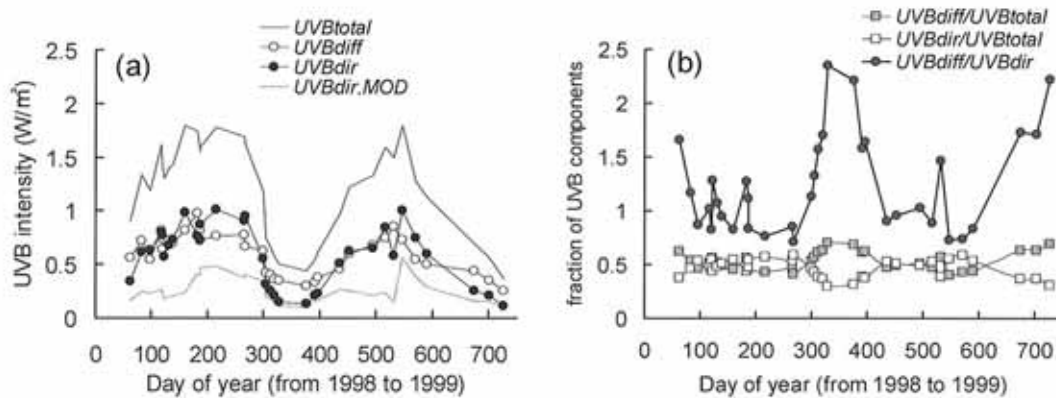 (a)
UVBtotal
UVBdiff
UVBdir
UVBdir.MOD
UVB intensity (W/m²)
2.5
2
1.5
1
0.5
0
0 100 200 300 400 500 600 700
Day of year (from 1998 to 1999)
(b)
UVBdiff/UVBtotal
UVBdir/UVBtotal
UVBdiff/UVBdir
fraction of UVB components
2.5
2
1.5
1
0.5
0
0 100 200 300 400 500 600 700
Day of year (from 1998 to 1999)